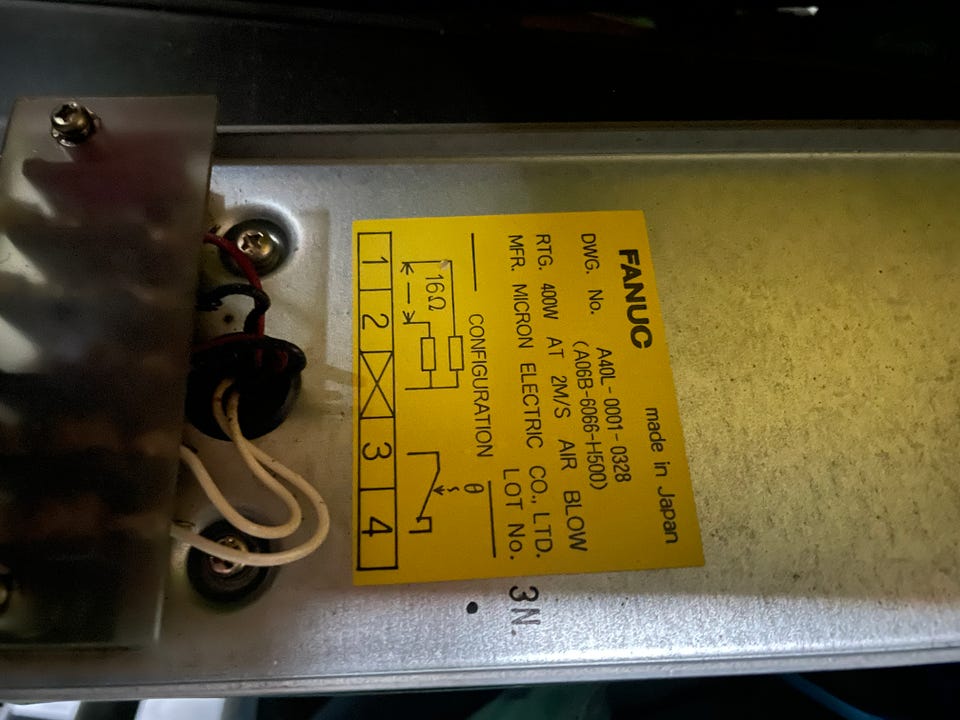 FANUC made in Japan
DWG. No. A40L-0001-0328
(A06B-6066-H500)
RTG. 400W AT 2M/S AIR BLOW
MFR. MICRON ELECTRIC CO., LTD.
LOT No. 3N.
CONFIGURATION
16Ω θ
1 2 3 4